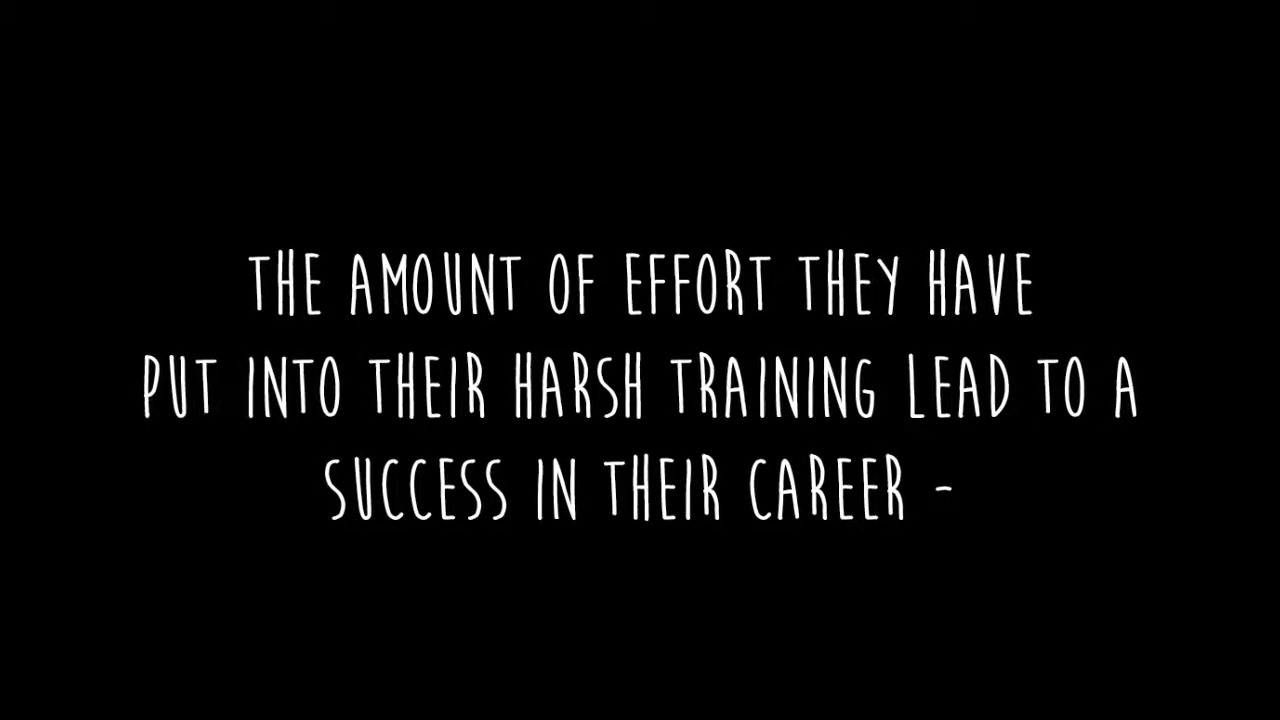 THE AMOUNT OF EFFORT THEY HAVE
PUT INTO THEIR HARSH TRAINING LEAD TO A
SUCCESS IN THEIR CAREER -